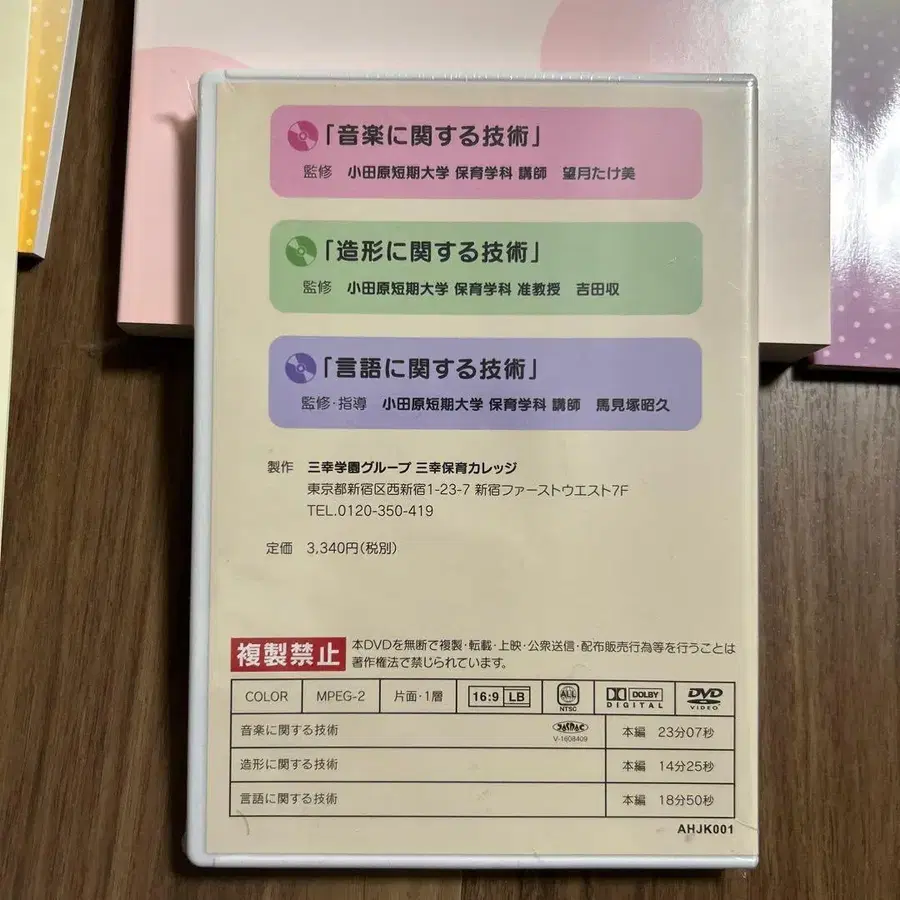 「音楽に関する技術」
監修 小田原短期大学 保育学科 講師 望月たけ美
「造形に関する技術」
監修 小田原短期大学 保育学科 准教授 吉田収
「言語に関する技術」
監修・指導 小田原短期大学 保育学科 講師 馬見塚昭久
製作 三幸学園グループ 三幸保育カレッジ
東京都新宿区西新宿1-23-7 新宿ファーストウエスト7F
TEL.0120-350-419
定価 3,340円(税別)
複製禁止
本DVDを無断で複製・転載・上映・公衆送信・配布販売行為等を行うことは
著作権法で禁じられています。
COLOR MPEG-2 片面・1層 16:9 LB ALL NTSC DOLBY DIGITAL DVD VIDEO
音楽に関する技術 JASRAC V-1608409 本編 23分07秒
造形に関する技術 本編 14分25秒
言語に関する技術 本編 18分50秒
AHJK001